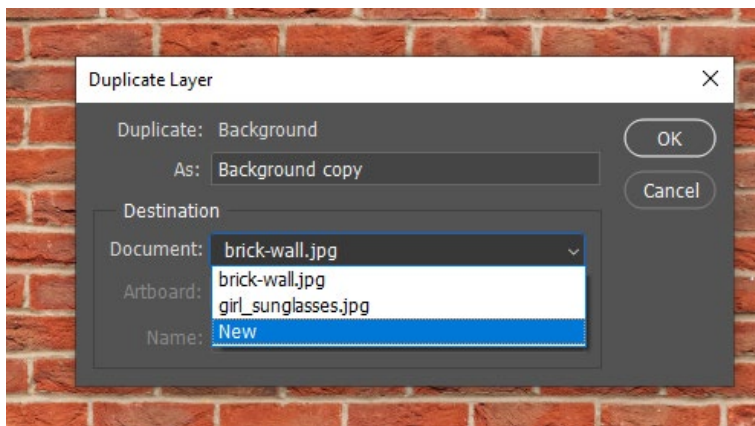 Duplicate Layer
Duplicate: Background
OK
As: Background copy
Cancel
Destination
Document: brick-wall.jpg
brick-wall.jpg
Artboard:
girl_sunglasses.jpg
Name: New